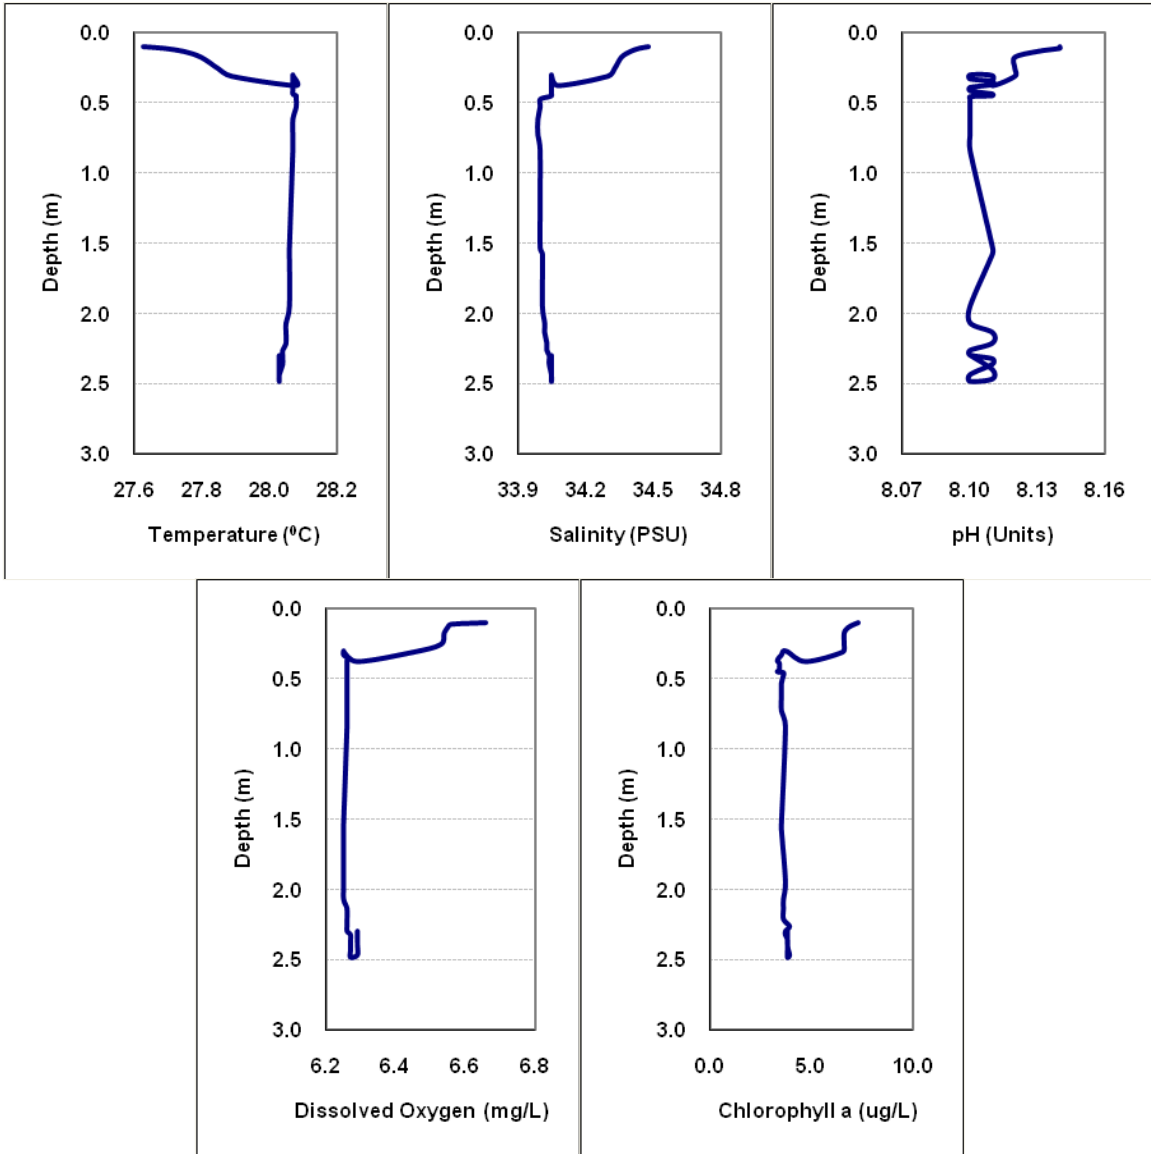 0.0
0.5
1.0
1.5
2.0
2.5
3.0
Depth (m)
27.6 27.8 28.0 28.2
Temperature (⁰C)
0.0
0.5
1.0
1.5
2.0
2.5
3.0
Depth (m)
33.9 34.2 34.5 34.8
Salinity (PSU)
0.0
0.5
1.0
1.5
2.0
2.5
3.0
Depth (m)
8.07 8.10 8.13 8.16
pH (Units)
0.0
0.5
1.0
1.5
2.0
2.5
3.0
Depth (m)
6.2 6.4 6.6 6.8
Dissolved Oxygen (mg/L)
0.0
0.5
1.0
1.5
2.0
2.5
3.0
Depth (m)
0.0 5.0 10.0
Chlorophyll a (ug/L)